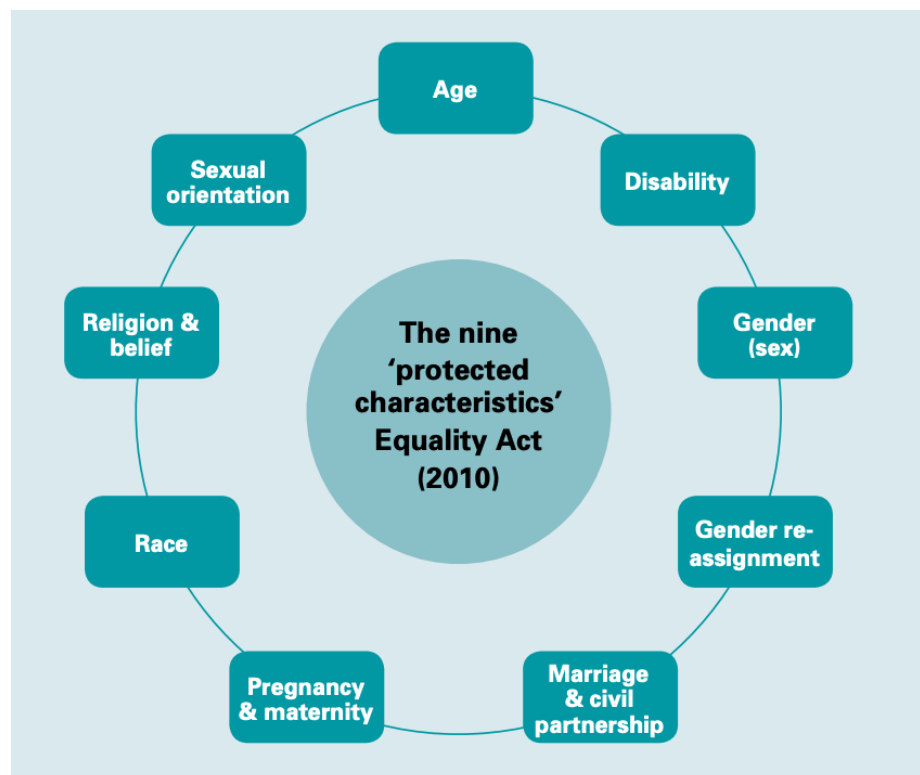 Age
Disability
Gender
(sex)
Gender re-
assignment
Marriage
& civil
partnership
Pregnancy
& maternity
Race
Religion &
belief
Sexual
orientation
The nine
‘protected
characteristics’
Equality Act
(2010)